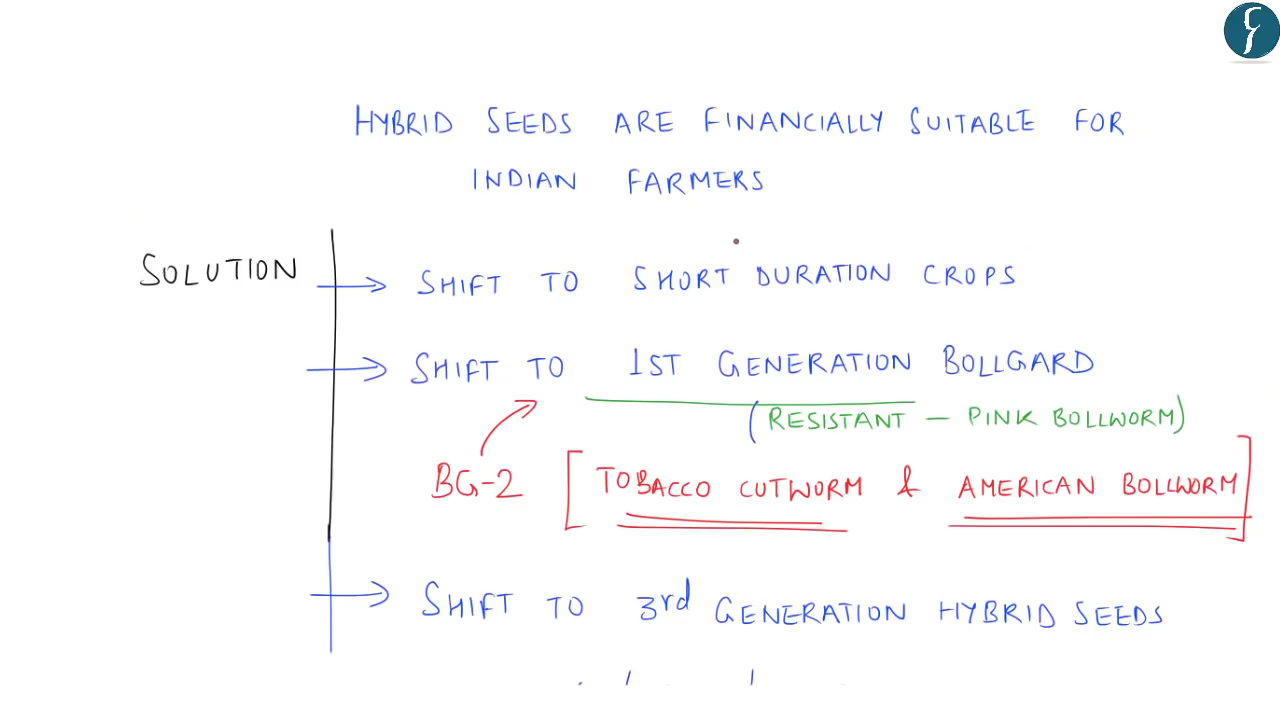 HYBRID SEEDS ARE FINANCIALLY SUITABLE FOR
INDIAN FARMERS
SOLUTION
SHIFT TO SHORT DURATION CROPS
SHIFT TO 1ST GENERATION BOLLGARD
(RESISTANT – PINK BOLLWORM)
BG-2 [TOBACCO CUTWORM & AMERICAN BOLLWORM]
SHIFT TO 3rd GENERATION HYBRID SEEDS